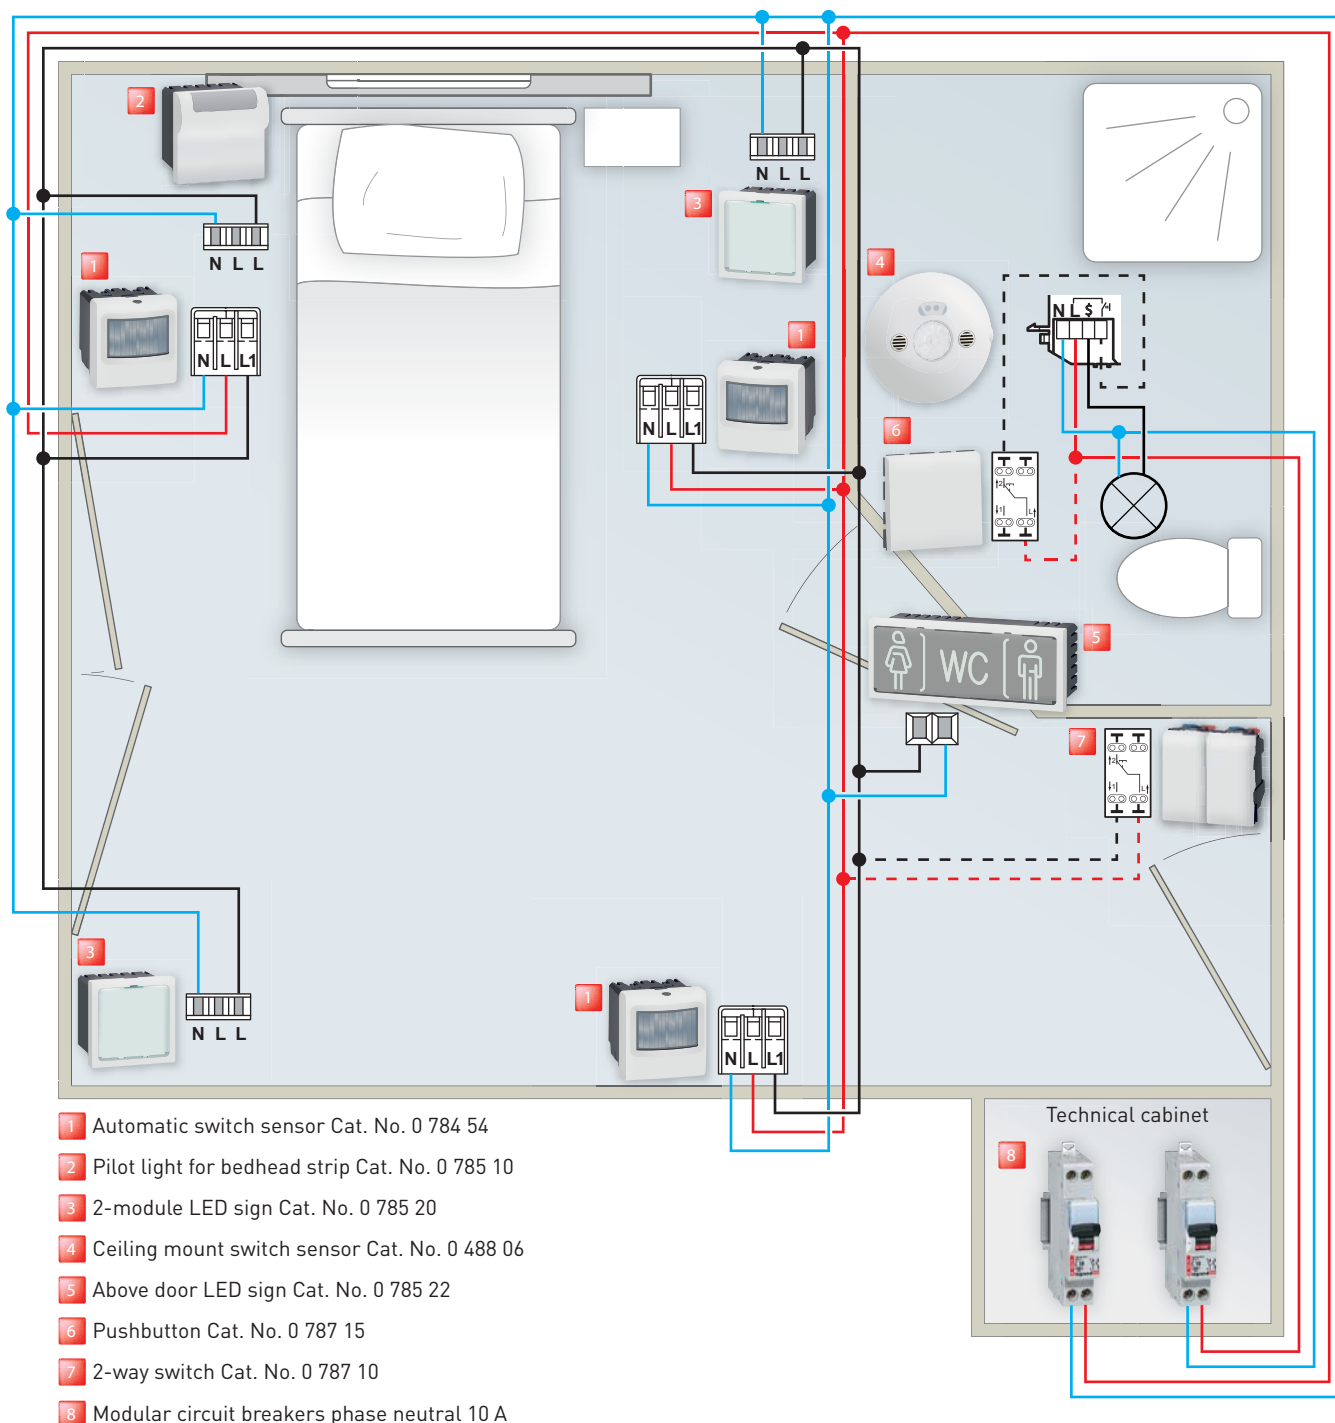 2
N L L
3
N L L
1
N L L1
4
N L $
1
N L L1
6
2
1
L
WC
5
7
2
1
L
3
N L L
1
N L L1
Technical cabinet
8
1 Automatic switch sensor Cat. No. 0 784 54
2 Pilot light for bedhead strip Cat. No. 0 785 10
3 2-module LED sign Cat. No. 0 785 20
4 Ceiling mount switch sensor Cat. No. 0 488 06
5 Above door LED sign Cat. No. 0 785 22
6 Pushbutton Cat. No. 0 787 15
7 2-way switch Cat. No. 0 787 10
8 Modular circuit breakers phase neutral 10 A